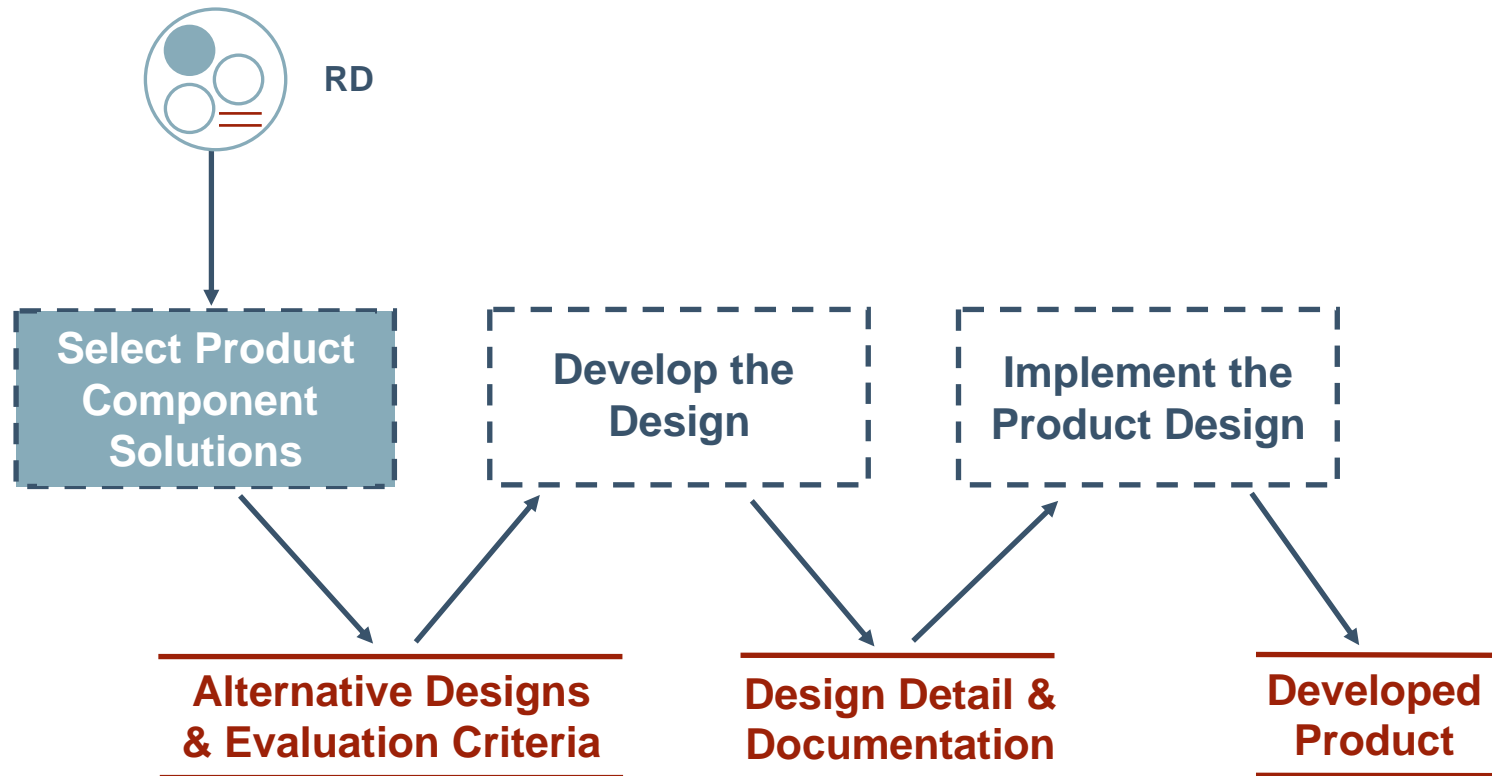 RD
Select Product
Component
Solutions
Develop the
Design
Implement the
Product Design
Alternative Designs
& Evaluation Criteria
Design Detail &
Documentation
Developed
Product